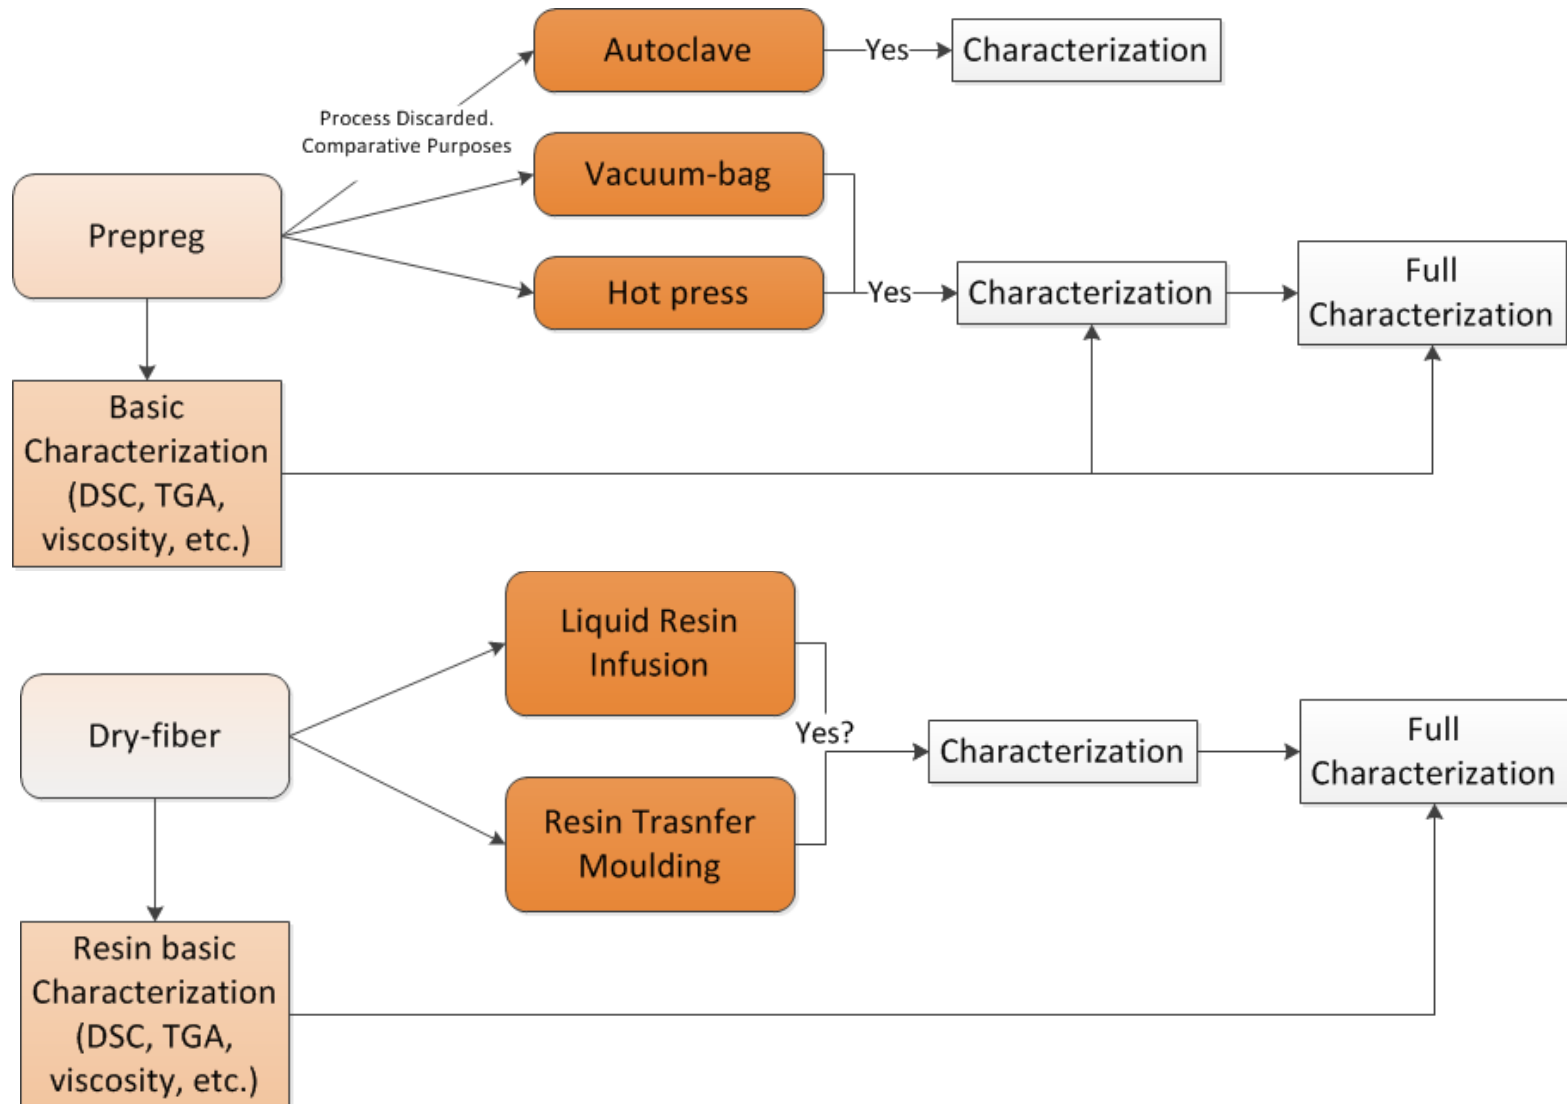 Autoclave
Yes
Characterization
Process Discarded.
Comparative Purposes
Vacuum-bag
Prepreg
Hot press
Yes
Characterization
Full
Characterization
Basic
Characterization
(DSC, TGA,
viscosity, etc.)
Liquid Resin
Infusion
Dry-fiber
Yes?
Characterization
Full
Characterization
Resin Trasnfer
Moulding
Resin basic
Characterization
(DSC, TGA,
viscosity, etc.)